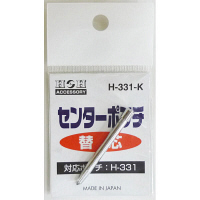 HSH
ACCESSORY
H-331-K
センターポンチ
替芯
対応ポンチ:H-331
MADE IN JAPAN